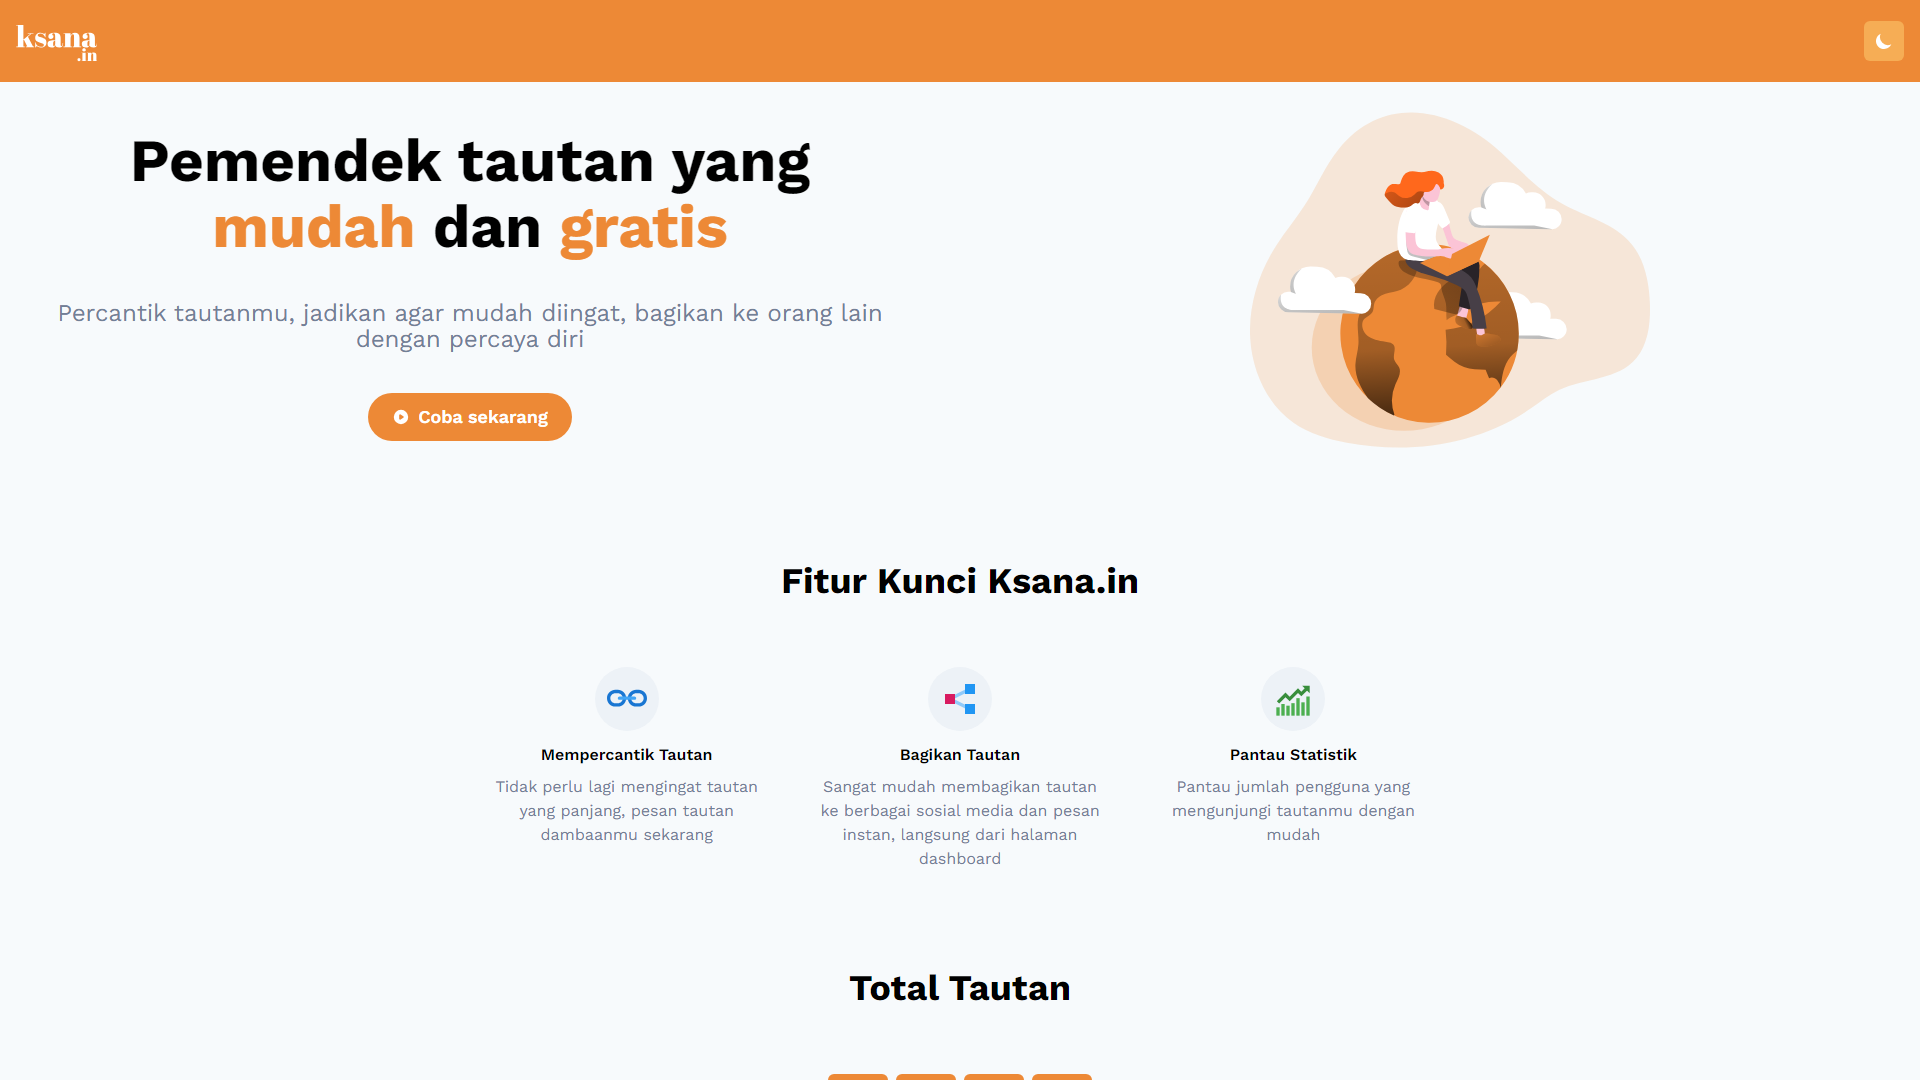 ksana
.in
Pemendek tautan yang
mudah dan gratis
Percantik tautanmu, jadikan agar mudah diingat, bagikan ke orang lain
dengan percaya diri
Coba sekarang
Fitur Kunci Ksana.in
Mempercantik Tautan
Tidak perlu lagi mengingat tautan
yang panjang, pesan tautan
dambaanmu sekarang
Bagikan Tautan
Sangat mudah membagikan tautan
ke berbagai sosial media dan pesan
instan, langsung dari halaman
dashboard
Pantau Statistik
Pantau jumlah pengguna yang
mengunjungi tautanmu dengan
mudah
Total Tautan